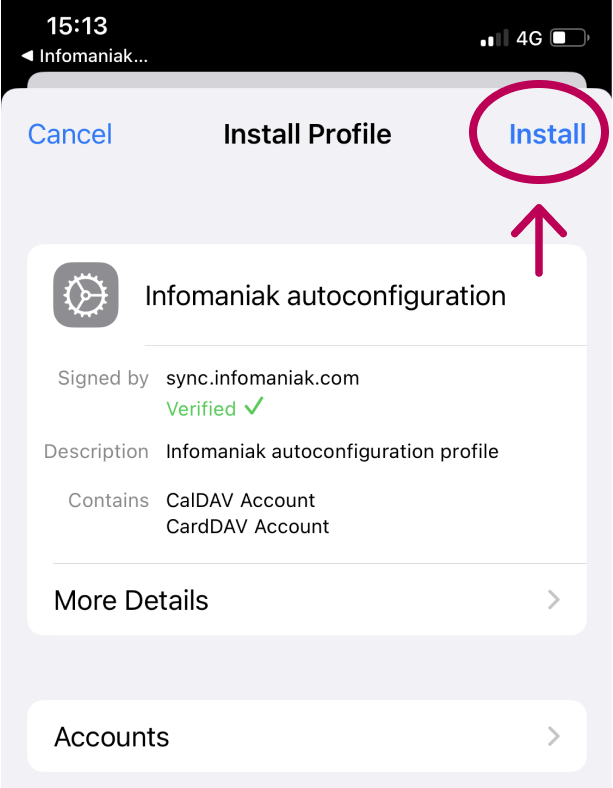 15:13
4G
◀ Infomaniak...
Cancel
Install Profile
Install
Infomaniak autoconfiguration
Signed by sync.infomaniak.com
Verified ✓
Description Infomaniak autoconfiguration profile
Contains CalDAV Account
CardDAV Account
More Details
Accounts